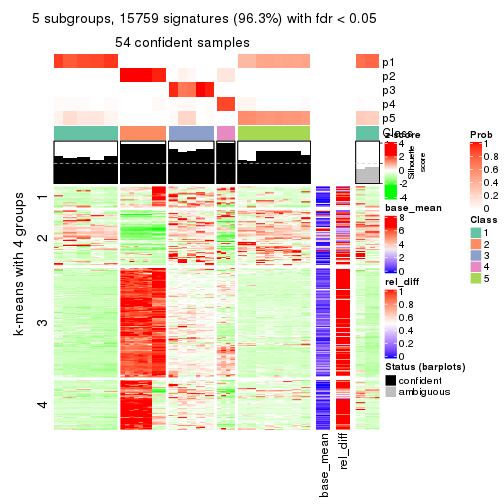 5 subgroups, 15759 signatures (96.3%) with fdr < 0.05
54 confident samples
p1
p2
p3
p4
p5
Class
z-score
4
2
0
-2
-4
Silhouette
score
Prob
1
0.8
0.6
0.4
0.2
0
base_mean
8
6
4
2
0
Class
1
2
3
4
5
rel_diff
1
0.8
0.6
0.4
0.2
0
Status (barplots)
confident
ambiguous
k-means with 4 groups
1
2
3
4
base_mean
rel_diff